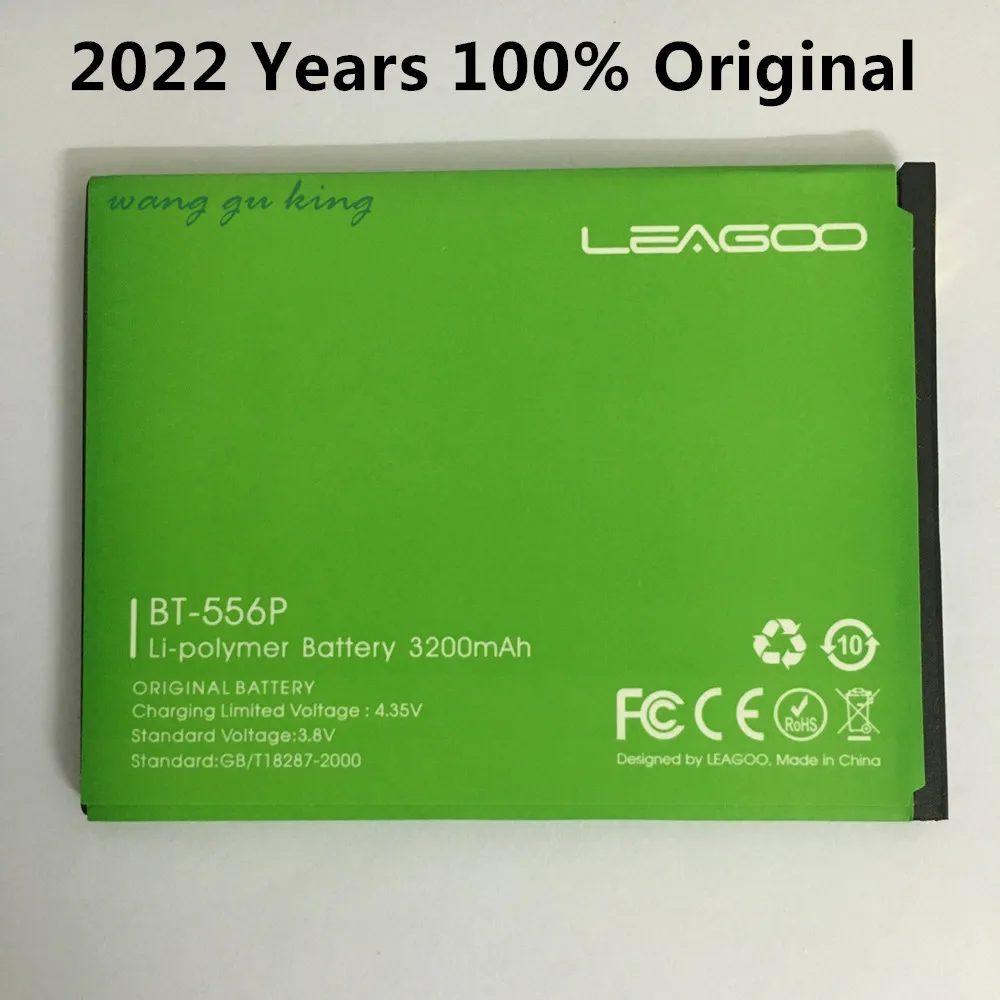 2022 Years 100% Original
wang gu king
LEAGOO
BT-556P
Li-polymer Battery 3200mAh
ORIGINAL BATTERY
Charging Limited Voltage : 4.35V
Standard Voltage:3.8V
Standard:GB/T18287-2000
10
FC CE RoHS
Designed by LEAGOO, Made in China